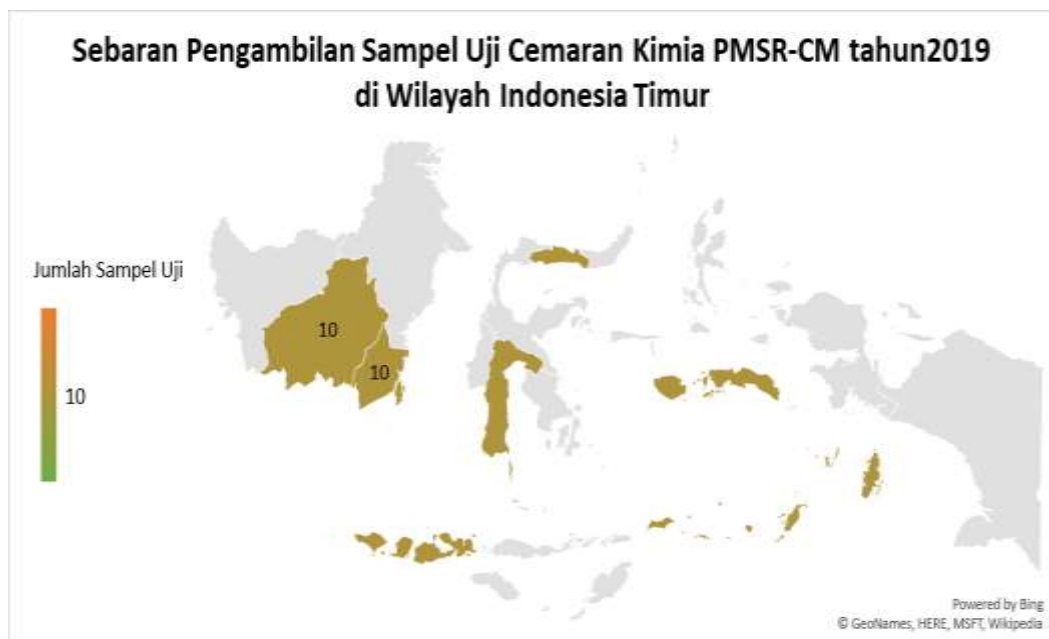 Sebaran Pengambilan Sampel Uji Cemaran Kimia PMSR-CM tahun2019
di Wilayah Indonesia Timur
Jumlah Sampel Uji
10
10
10
Powered by Bing
© GeoNames, HERE, MSFT, Wikipedia